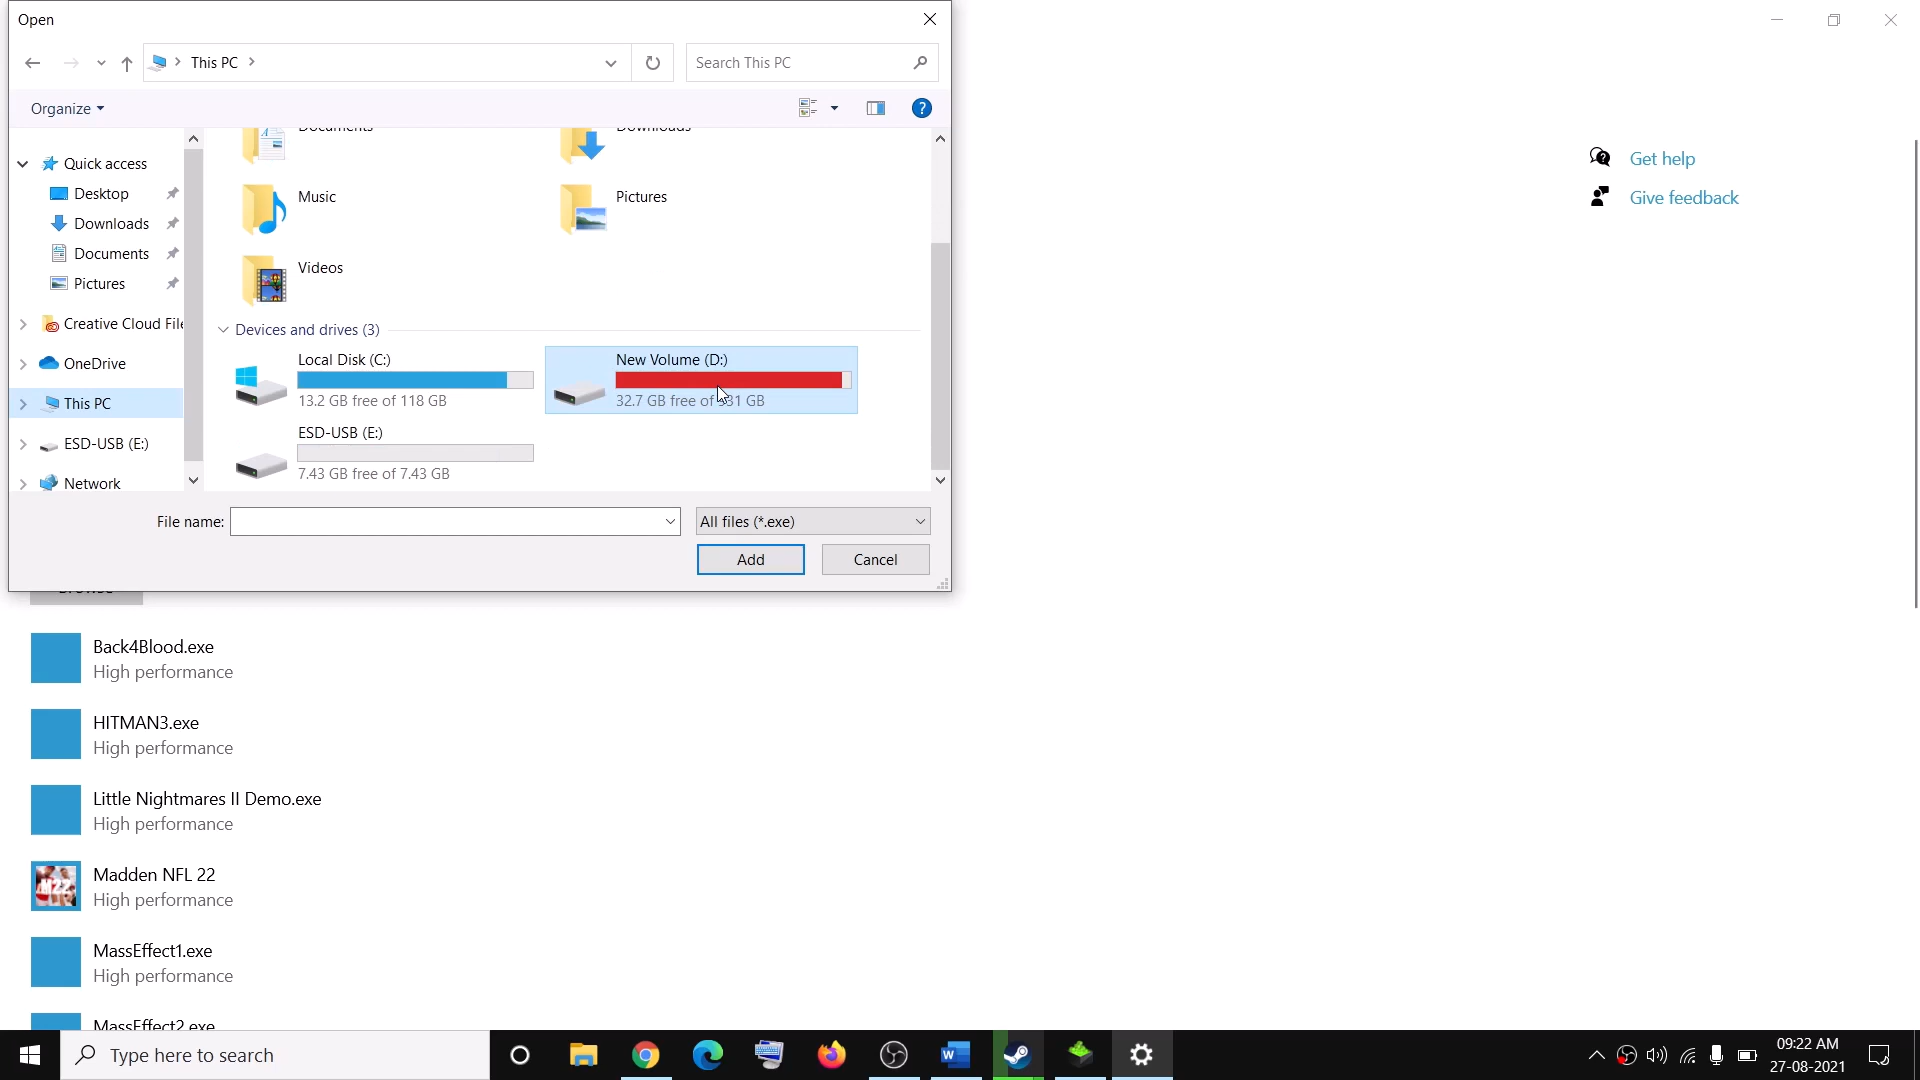 Open
This PC
Search This PC
Organize
Quick access
Desktop
Downloads
Documents
Pictures
Creative Cloud File
OneDrive
This PC
ESD-USB (E:)
Network
Documents
Downloads
Music
Pictures
Videos
Devices and drives (3)
Local Disk (C:)
13.2 GB free of 118 GB
New Volume (D:)
32.7 GB free of 931 GB
ESD-USB (E:)
7.43 GB free of 7.43 GB
File name:
All files (*.exe)
Add
Cancel
Get help
Give feedback
Browse
Back4Blood.exe
High performance
HITMAN3.exe
High performance
Little Nightmares II Demo.exe
High performance
Madden NFL 22
High performance
MassEffect1.exe
High performance
MassEffect2.exe
Type here to search
09:22 AM
27-08-2021